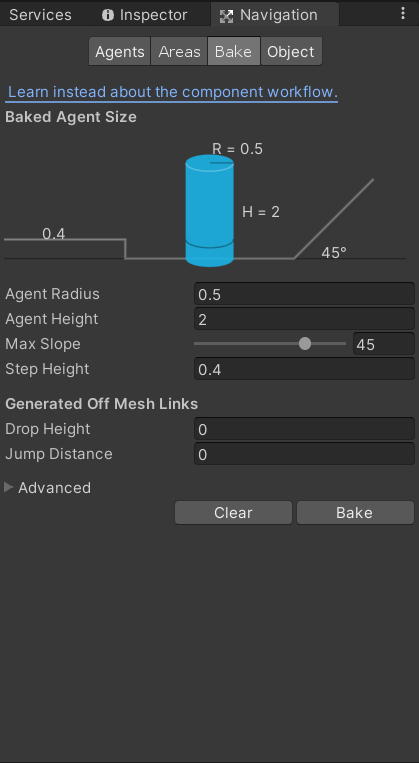 Services Inspector Navigation
Agents Areas Bake Object
Learn instead about the component workflow.
Baked Agent Size
R = 0.5
H = 2
0.4
45°
Agent Radius 0.5
Agent Height 2
Max Slope 45
Step Height 0.4
Generated Off Mesh Links
Drop Height 0
Jump Distance 0
Advanced
Clear Bake